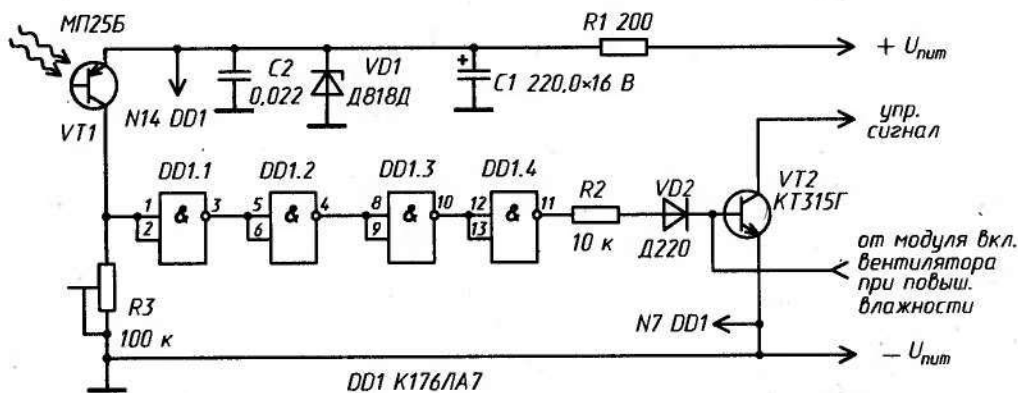 МП25Б
R1 200
+ Uпит
C2
0,022
VD1
Д818Д
+
C1 220,0×16 В
N14 DD1
VT1
упр.
сигнал
DD1.1
DD1.2
DD1.3
DD1.4
R2
VD2
VT2
КТ315Г
1
2
&
3
5
6
&
4
8
9
&
10
12
13
&
11
10 к
Д220
от модуля вкл.
вентилятора
при повыш.
влажности
R3
100 к
N7 DD1
− Uпит
DD1 К176ЛА7